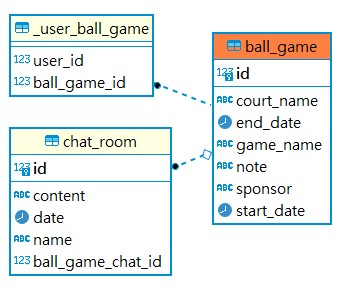 _user_ball_game
123 user_id
123 ball_game_id
ball_game
123 id
ABC court_name
end_date
ABC game_name
ABC note
ABC sponsor
start_date
chat_room
123 id
ABC content
date
ABC name
123 ball_game_chat_id